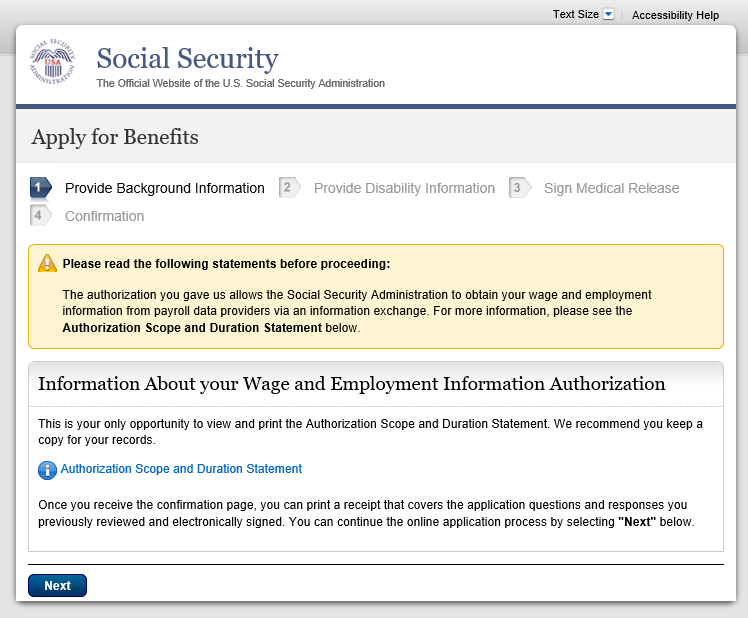 Text Size
Accessibility Help
SOCIAL SECURITY
USA
ADMINISTRATION
Social Security
The Official Website of the U.S. Social Security Administration
Apply for Benefits
1 Provide Background Information 2 Provide Disability Information 3 Sign Medical Release
4 Confirmation
Please read the following statements before proceeding:
The authorization you gave us allows the Social Security Administration to obtain your wage and employment
information from payroll data providers via an information exchange. For more information, please see the
Authorization Scope and Duration Statement below.
Information About your Wage and Employment Information Authorization
This is your only opportunity to view and print the Authorization Scope and Duration Statement. We recommend you keep a
copy for your records.
Authorization Scope and Duration Statement
Once you receive the confirmation page, you can print a receipt that covers the application questions and responses you
previously reviewed and electronically signed. You can continue the online application process by selecting "Next" below.
Next